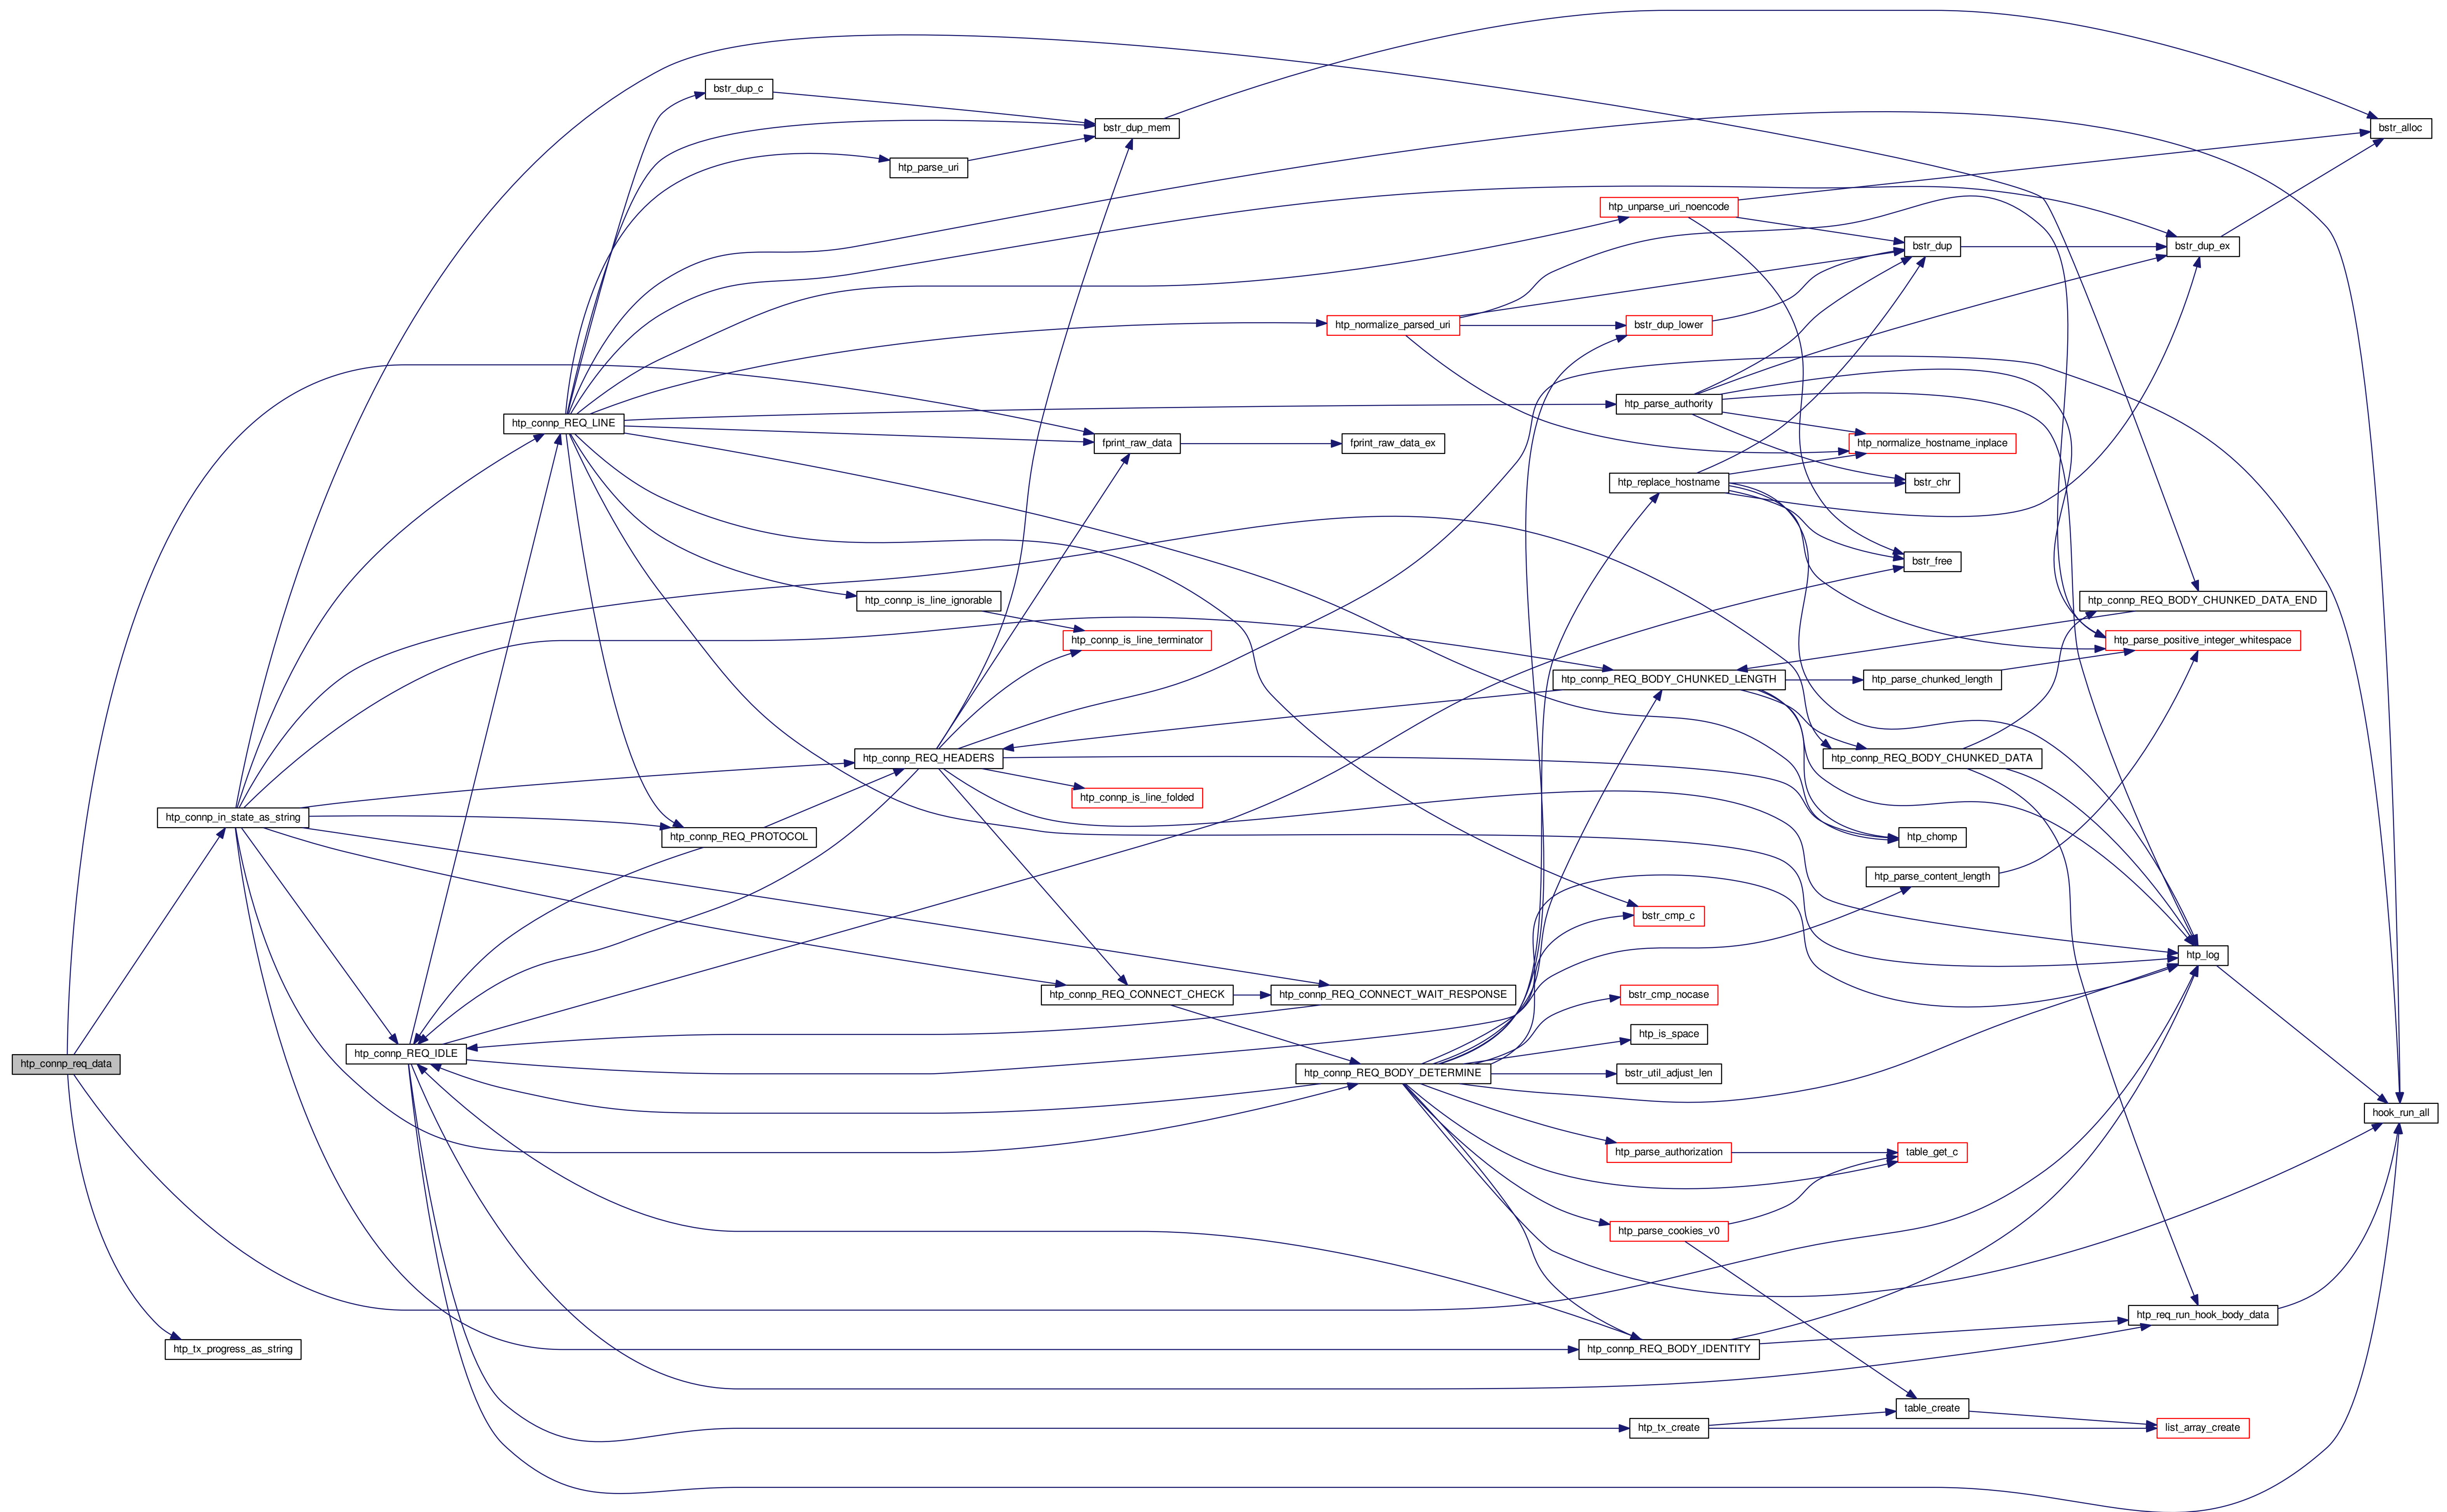 bstr_dup_c
bstr_dup_mem
bstr_alloc
htp_parse_uri
htp_unparse_uri_noencode
bstr_dup
bstr_dup_ex
htp_normalize_parsed_uri
bstr_dup_lower
htp_parse_authority
htp_connp_REQ_LINE
fprint_raw_data
fprint_raw_data_ex
htp_normalize_hostname_inplace
htp_replace_hostname
bstr_chr
bstr_free
htp_connp_is_line_ignorable
htp_connp_REQ_BODY_CHUNKED_DATA_END
htp_connp_is_line_terminator
htp_parse_positive_integer_whitespace
htp_connp_REQ_BODY_CHUNKED_LENGTH
htp_parse_chunked_length
htp_connp_REQ_HEADERS
htp_connp_REQ_BODY_CHUNKED_DATA
htp_connp_is_line_folded
htp_connp_in_state_as_string
htp_connp_REQ_PROTOCOL
htp_chomp
htp_parse_content_length
bstr_cmp_c
htp_log
htp_connp_REQ_CONNECT_CHECK
htp_connp_REQ_CONNECT_WAIT_RESPONSE
bstr_cmp_nocase
htp_is_space
htp_connp_REQ_IDLE
htp_connp_req_data
htp_connp_REQ_BODY_DETERMINE
bstr_util_adjust_len
hook_run_all
htp_parse_authorization
table_get_c
htp_parse_cookies_v0
htp_req_run_hook_body_data
htp_tx_progress_as_string
htp_connp_REQ_BODY_IDENTITY
table_create
htp_tx_create
list_array_create